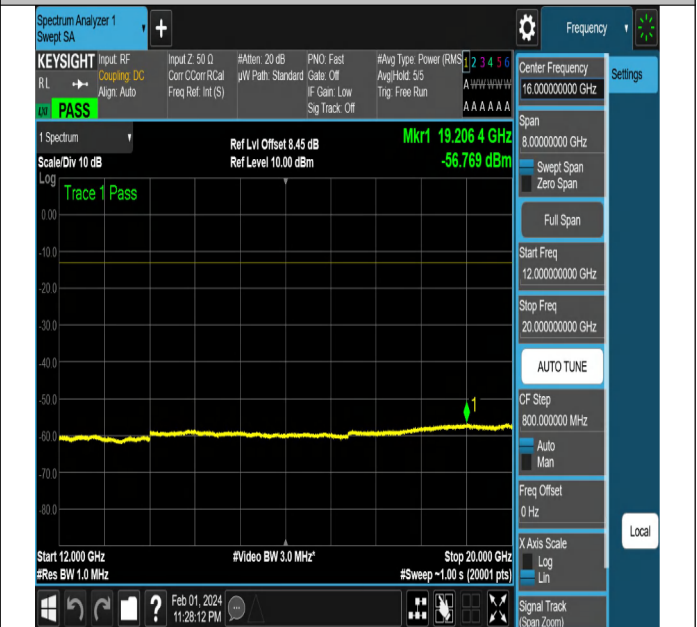 Spectrum Analyzer 1
Swept SA
Frequency
KEYSIGHT
Input: RF
Coupling: DC
Align: Auto
RL
PASS
Input Z: 50 Ω
Corr CCorr RCal
Freq Ref: Int (S)
#Atten: 20 dB
µW Path: Standard
PNO: Fast
Gate: Off
IF Gain: Low
Sig Track: Off
#Avg Type: Power (RMS
Avg|Hold: 5/5
Trig: Free Run
1 2 3 4 5 6
A W W W W W
A A A A A A
1 Spectrum
Scale/Div 10 dB
Ref Lvl Offset 8.45 dB
Ref Level 10.00 dBm
Mkr1 19.206 4 GHz
-56.769 dBm
Log
Trace 1 Pass
0.00
-10.0
-20.0
-30.0
-40.0
-50.0
-60.0
-70.0
-80.0
1
Start 12.000 GHz
#Res BW 1.0 MHz
#Video BW 3.0 MHz*
Stop 20.000 GHz
#Sweep ~1.00 s (20001 pts)
Feb 01, 2024
11:28:12 PM
Center Frequency
16.000000000 GHz
Settings
Span
8.00000000 GHz
Swept Span
Zero Span
Full Span
Start Freq
12.000000000 GHz
Stop Freq
20.000000000 GHz
AUTO TUNE
CF Step
800.000000 MHz
Auto
Man
Freq Offset
0 Hz
X Axis Scale
Log
Lin
Local
Signal Track
(Span Zoom)